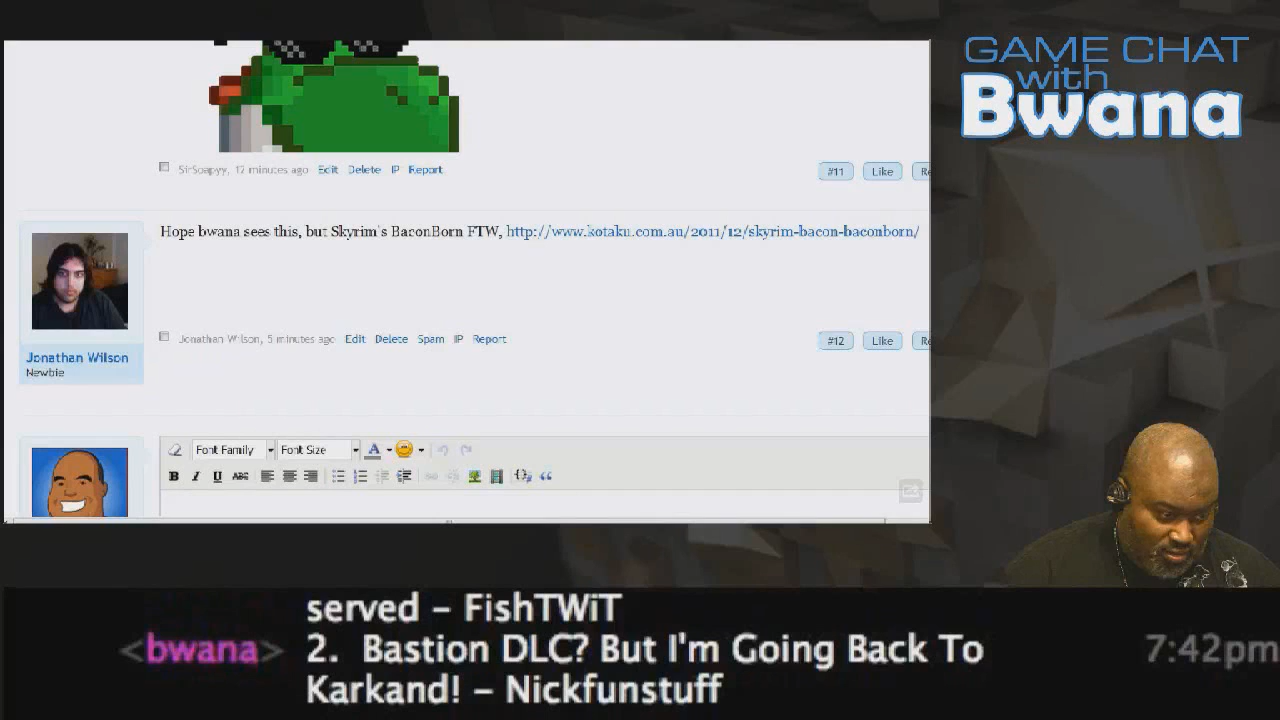 GAME CHAT
with
Bwana
SirSoapyy, 12 minutes ago Edit Delete IP Report
#11 Like
Hope bwana sees this, but Skyrim's BaconBorn FTW, http://www.kotaku.com.au/2011/12/skyrim-bacon-baconborn/
Jonathan Wilson, 5 minutes ago Edit Delete Spam IP Report
#12 Like
Jonathan Wilson
Newbie
Font Family Font Size A
B I U ABC
served – FishTWiT
<bwana> 2. Bastion DLC? But I'm Going Back To 7:42pm
Karkand! – Nickfunstuff